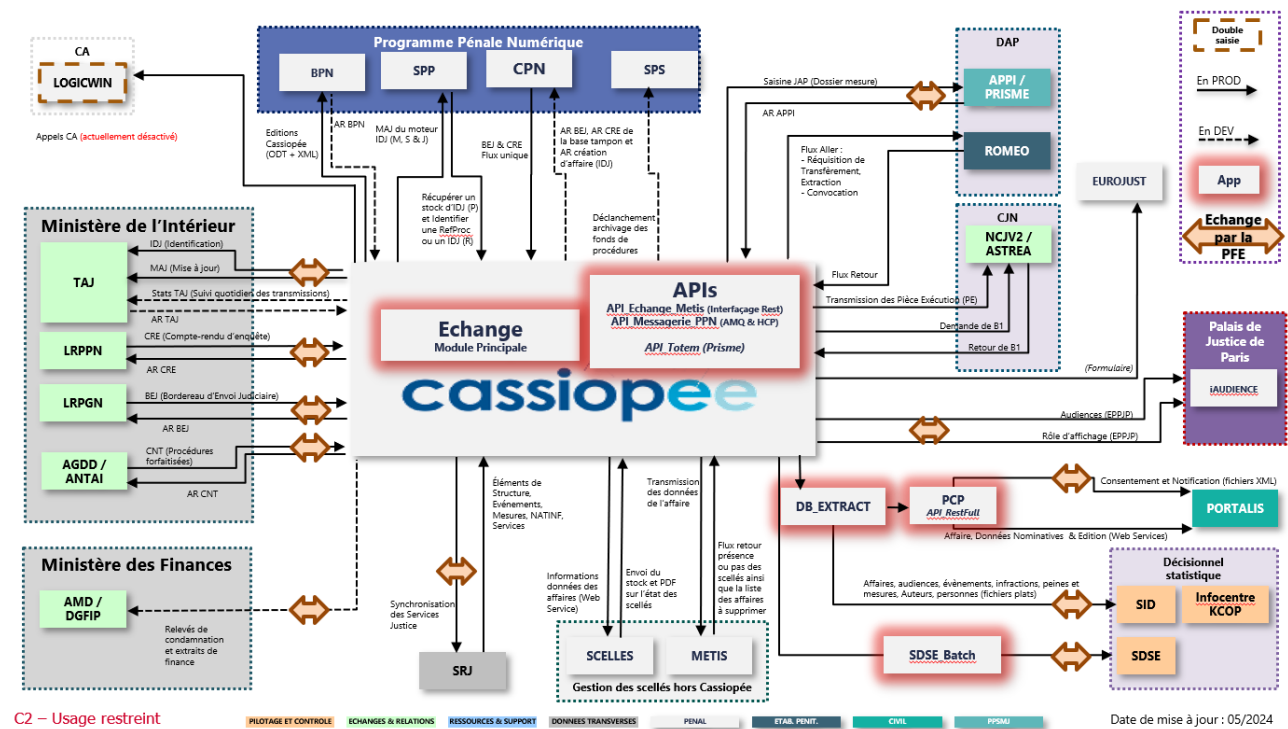 CA
LOGICWIN
Appels CA (actuellement désactivé)
Programme Pénale Numérique
BPN
SPP
CPN
SPS
Editions
Cassiopée
(ODT + XML)
AR BPN
MAJ du moteur
IDJ (M, S & J)
Récupérer un
stock d'IDJ (P)
et Identifier
une RefProc
ou un IDJ (R)
BEJ & CRE
Flux unique
AR BEJ, AR CRE de
la base tampon et
AR création
d'affaire (IDJ)
Déclanchement
archivage des
fonds de
procédures
DAP
APPI /
PRISME
ROMEO
Saisine JAP (Dossier mesure)
AR APPI
Flux Aller :
- Réquisition de
Transfèrement,
Extraction
- Convocation
Flux Retour
EUROJUST
Double
saisie
En PROD
En DEV
App
Echange
par la
PFE
Ministère de l'Intérieur
TAJ
IDJ (Identification)
MAJ (Mise à jour)
Stats TAJ (Suivi quotidien des transmissions)
AR TAJ
LRPPN
CRE (Compte-rendu d'enquête)
AR CRE
LRPGN
BEJ (Bordereau d'Envoi Judiciaire)
AR BEJ
AGDD /
ANTAI
CNT (Procédures
forfaitisées)
AR CNT
Echange
Module Principale
APIs
API_Echange_Metis (Interfaçage Rest)
API_Messagerie_PPN (AMQ & HCP)
API_Totem (Prisme)
cassiopee
CJN
NCJV2 /
ASTREA
Transmission des Pièce Exécution (PE)
Demande de B1
Retour de B1
(Formulaire)
Palais de
Justice de
Paris
iAUDIENCE
Audiences (EPPJP)
Rôle d'affichage (EPPJP)
Ministère des Finances
AMD /
DGFIP
Relevés de
condamnation
et extraits de
finance
Éléments de
Structure,
Evénements,
Mesures, NATINF,
Services
Synchronisation
des Services
Justice
SRJ
Informations
données des
affaires (Web
Service)
Envoi du
stock et PDF
sur l'état des
scellés
Transmission
des données
de l'affaire
Flux retour
présence
ou pas des
scellés ainsi
que la liste
des affaires
à supprimer
SCELLES
METIS
Gestion des scellés hors Cassiopée
DB_EXTRACT
PCP
API_RestFull
Consentement et Notification (fichiers XML)
PORTALIS
Affaire, Données Nominatives & Edition (Web Services)
Affaires, audiences, évènements, infractions, peines et
mesures, Auteurs, personnes (fichiers plats)
Décisionnel
statistique
SID
Infocentre
KCOP
SDSE_Batch
SDSE
C2 – Usage restreint
PILOTAGE ET CONTROLE
ECHANGES & RELATIONS
RESSOURCES & SUPPORT
DONNEES TRANSVERSES
PENAL
ETAB. PENIT.
CIVIL
PPSMJ
Date de mise à jour : 05/2024